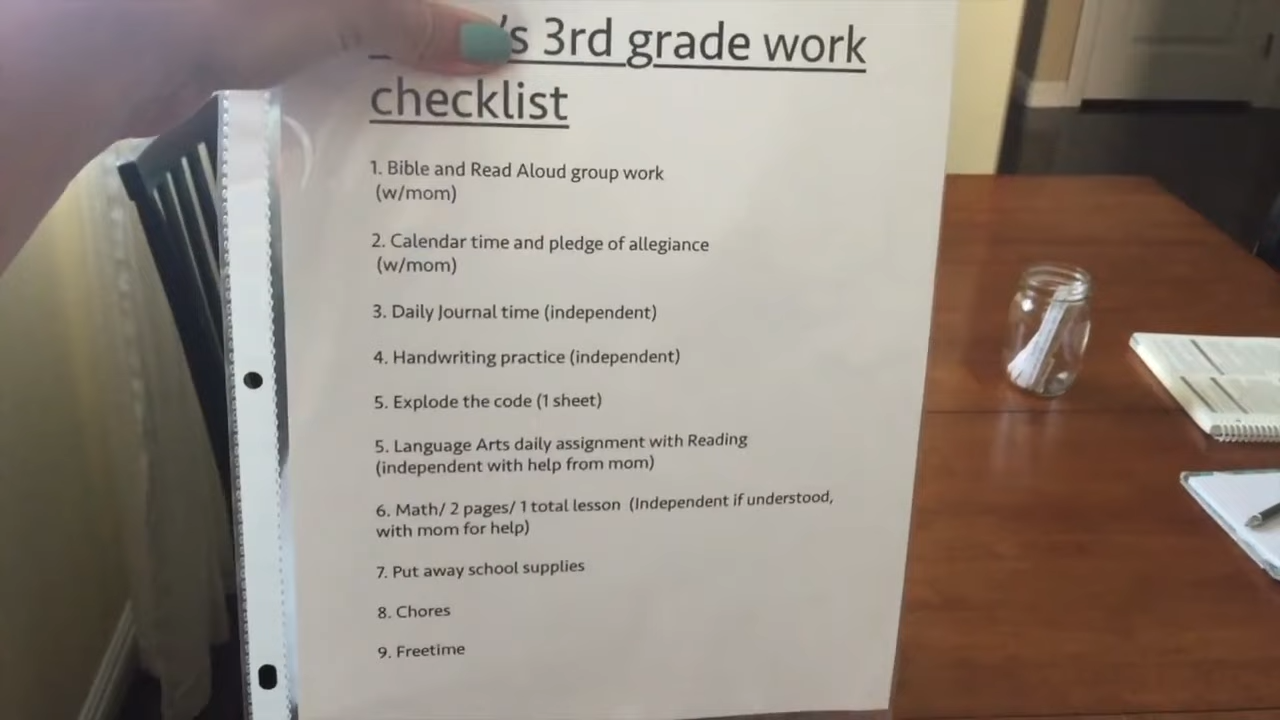 's 3rd grade work
checklist
1. Bible and Read Aloud group work
(w/mom)
2. Calendar time and pledge of allegiance
(w/mom)
3. Daily Journal time (independent)
4. Handwriting practice (independent)
5. Explode the code (1 sheet)
5. Language Arts daily assignment with Reading
(independent with help from mom)
6. Math/ 2 pages/ 1 total lesson (Independent if understood,
with mom for help)
7. Put away school supplies
8. Chores
9. Freetime